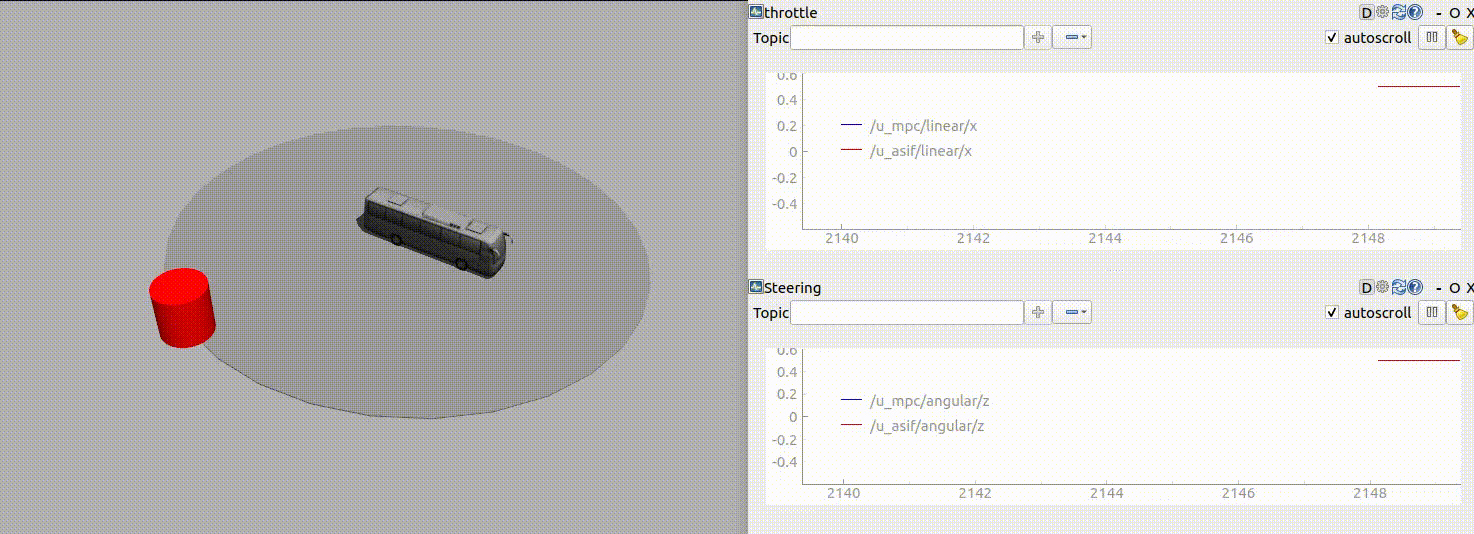 throttle D - O X
Topic autoscroll
0.6
0.4
0.2
0
-0.2
-0.4
/u_mpc/linear/x
/u_asif/linear/x
2140 2142 2144 2146 2148
Steering D - O X
Topic autoscroll
0.6
0.4
0.2
0
-0.2
-0.4
/u_mpc/angular/z
/u_asif/angular/z
2140 2142 2144 2146 2148